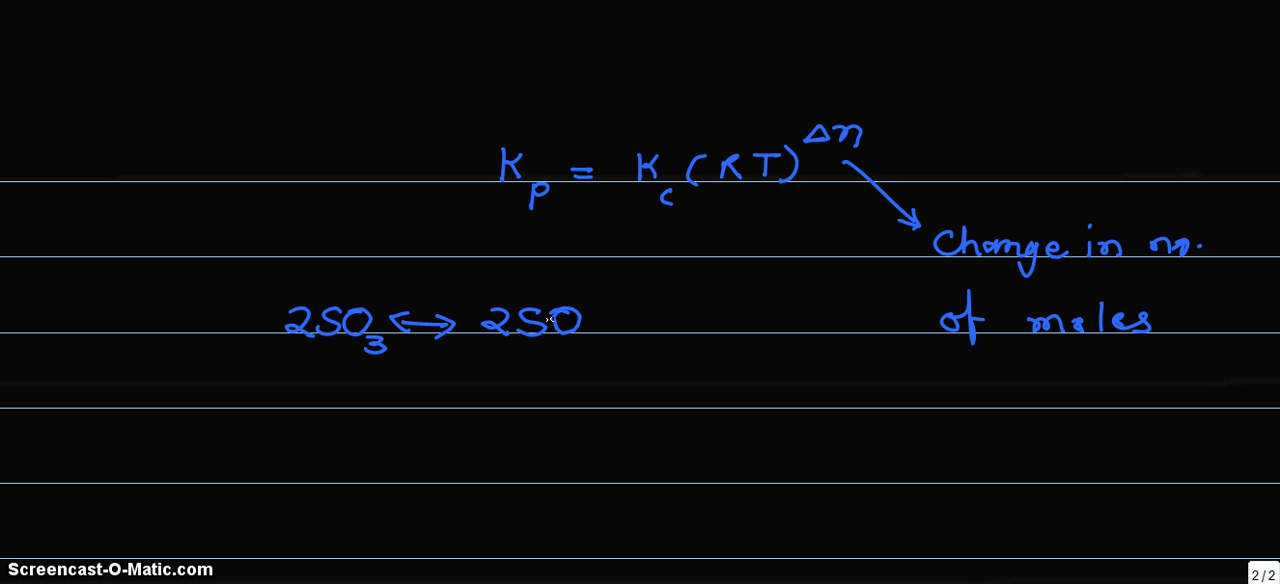 Kp = Kc(RT)^Δn
Change in no.
of moles
2SO₃ ⟷ 2SO
Screencast-O-Matic.com
2/2